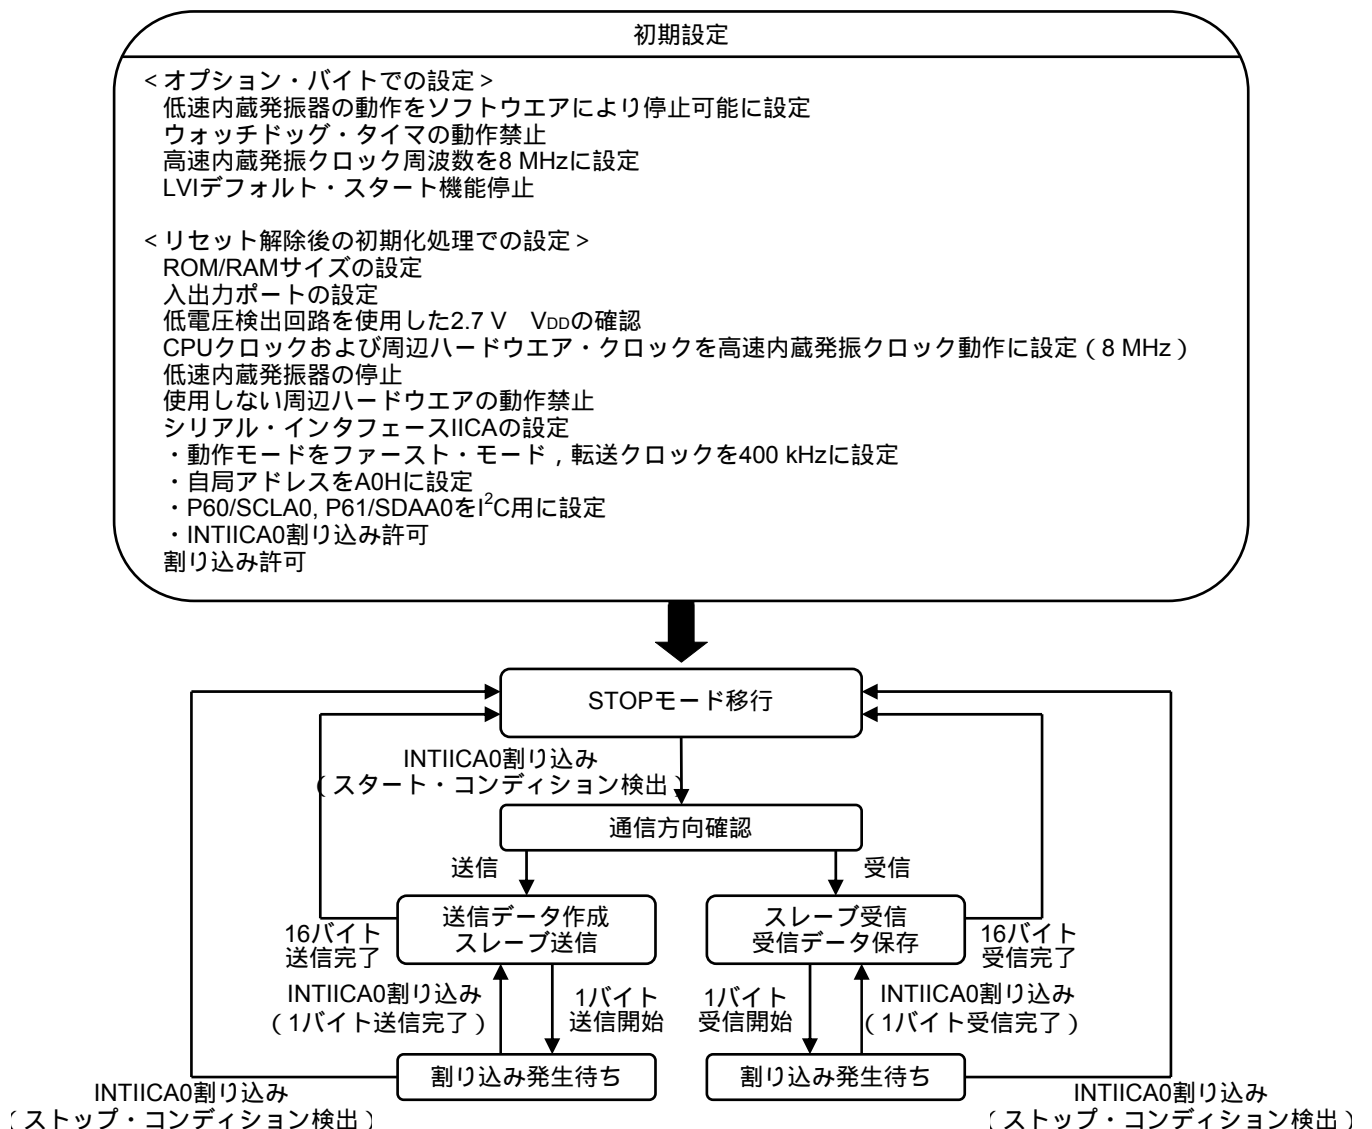 初期設定
<オプション・バイトでの設定>
低速内蔵発振器の動作をソフトウエアにより停止可能に設定
ウォッチドッグ・タイマの動作禁止
高速内蔵発振クロック周波数を8 MHzに設定
LVIデフォルト・スタート機能停止
<リセット解除後の初期化処理での設定>
ROM/RAMサイズの設定
入出力ポートの設定
低電圧検出回路を使用した2.7 V　VDDの確認
CPUクロックおよび周辺ハードウエア・クロックを高速内蔵発振クロック動作に設定(8 MHz)
低速内蔵発振器の停止
使用しない周辺ハードウエアの動作禁止
シリアル・インタフェースIICAの設定
・動作モードをファースト・モード,転送クロックを400 kHzに設定
・自局アドレスをA0Hに設定
・P60/SCLA0, P61/SDAA0をI²C用に設定
・INTIICA0割り込み許可
割り込み許可
STOPモード移行
INTIICA0割り込み
(スタート・コンディション検出)
通信方向確認
送信
受信
送信データ作成
スレーブ送信
スレーブ受信
受信データ保存
16バイト
送信完了
16バイト
受信完了
INTIICA0割り込み
(1バイト送信完了)
1バイト
送信開始
1バイト
受信開始
INTIICA0割り込み
(1バイト受信完了)
割り込み発生待ち
割り込み発生待ち
INTIICA0割り込み
(ストップ・コンディション検出)
INTIICA0割り込み
(ストップ・コンディション検出)